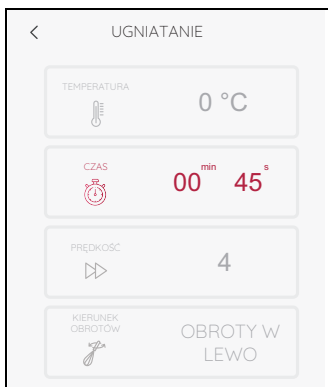 UGNIATANIE
TEMPERATURA
0 °C
CZAS
00 min 45 s
PRĘDKOŚĆ
4
KIERUNEK
OBROTÓW
OBROTY W
LEWO